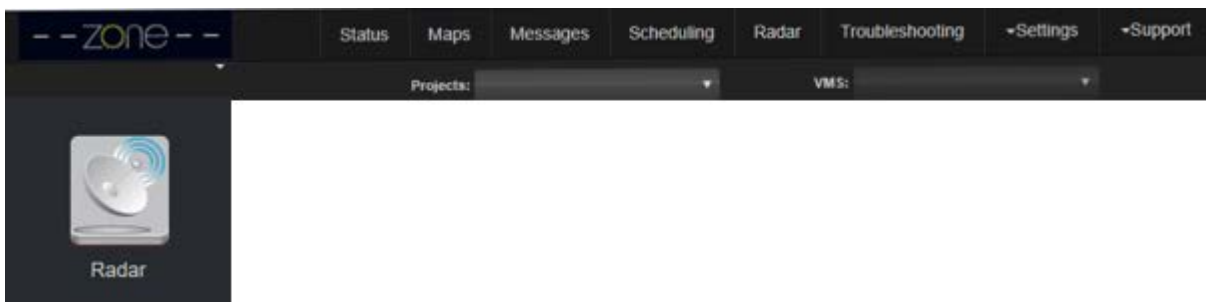 --zone-- Status Maps Messages Scheduling Radar Troubleshooting Settings Support
Projects: VMS:
Radar